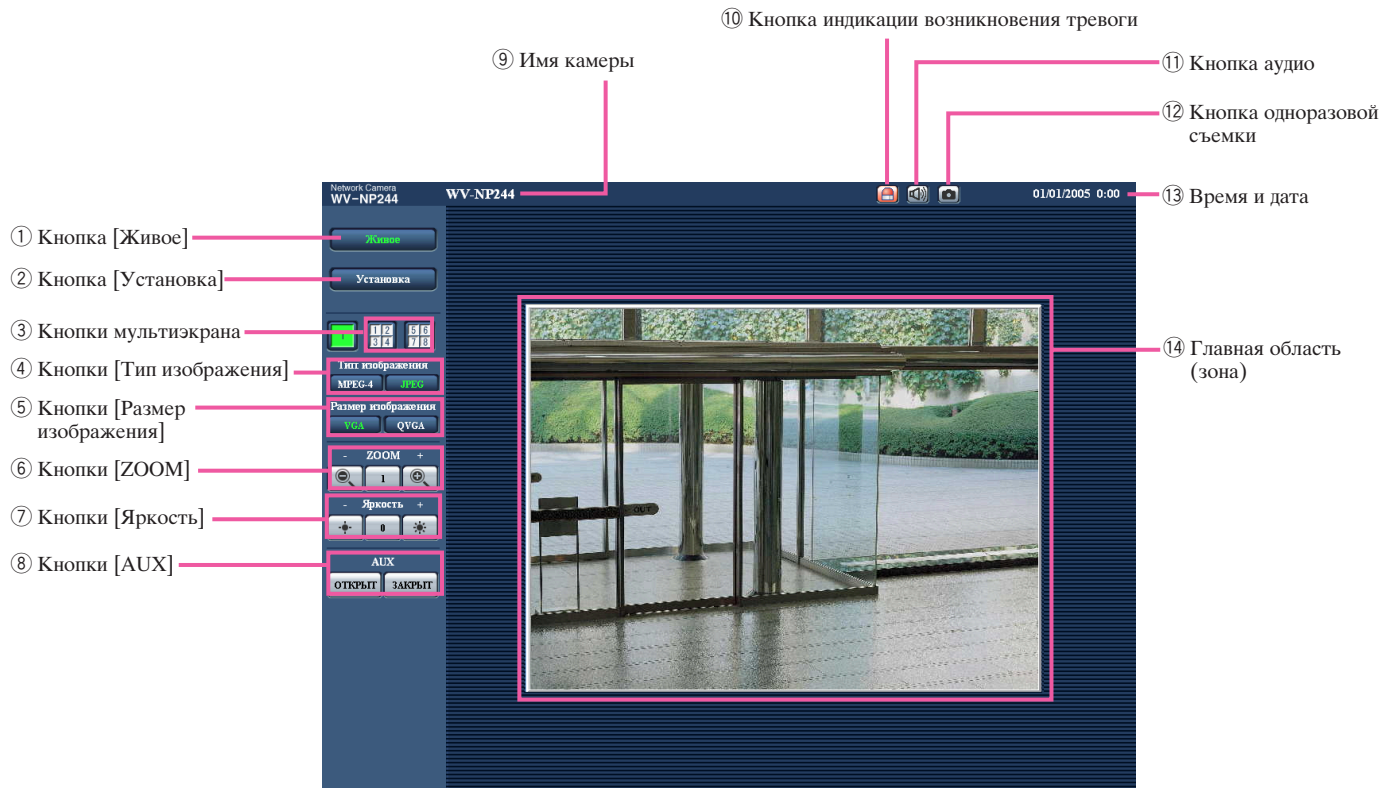 ⑩ Кнопка индикации возникновения тревоги
⑨ Имя камеры
⑪ Кнопка аудио
⑫ Кнопка одноразовой
съемки
⑬ Время и дата
Network Camera
WV-NP244
WV-NP244
01/01/2005 0:00
① Кнопка [Живое]
Живое
② Кнопка [Установка]
Установка
③ Кнопки мультиэкрана
1
1 2
3 4
5 6
7 8
④ Кнопки [Тип изображения]
Тип изображения
MPEG-4 JPEG
⑤ Кнопки [Размер
изображения]
Размер изображения
VGA QVGA
⑥ Кнопки [ZOOM]
- ZOOM +
1
⑦ Кнопки [Яркость]
- Яркость +
0
⑧ Кнопки [AUX]
AUX
ОТКРЫТ ЗАКРЫТ
⑭ Главная область
(зона)
OUT